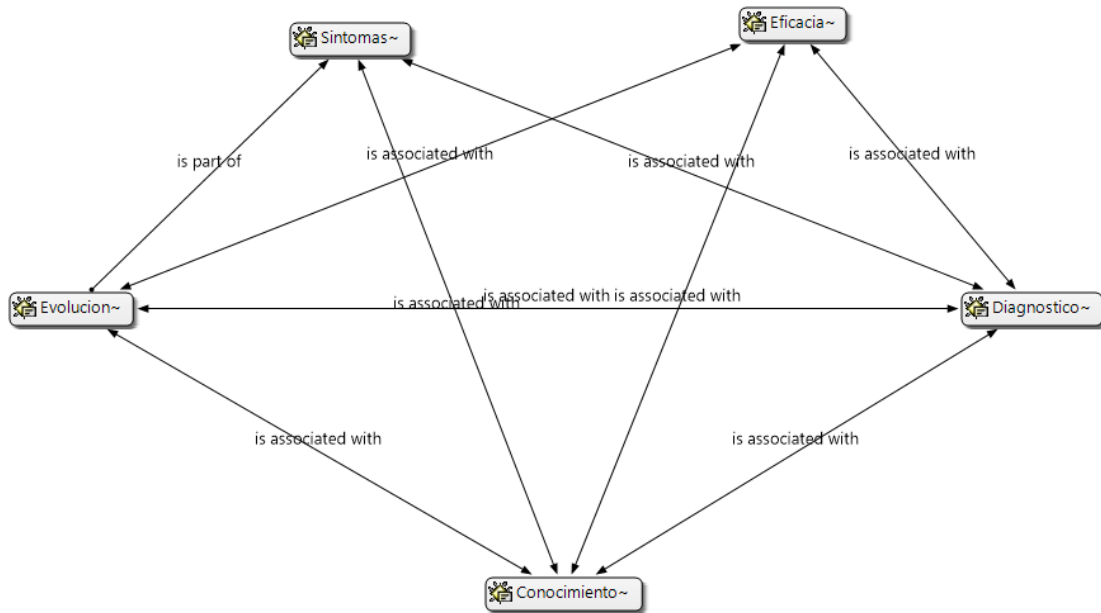 Eficacia~
Sintomas~
is part of
is associated with
is associated with
is associated with
is associated with
is associated with
is associated with
Evolucion~
Diagnostico~
is associated with
is associated with
Conocimiento~